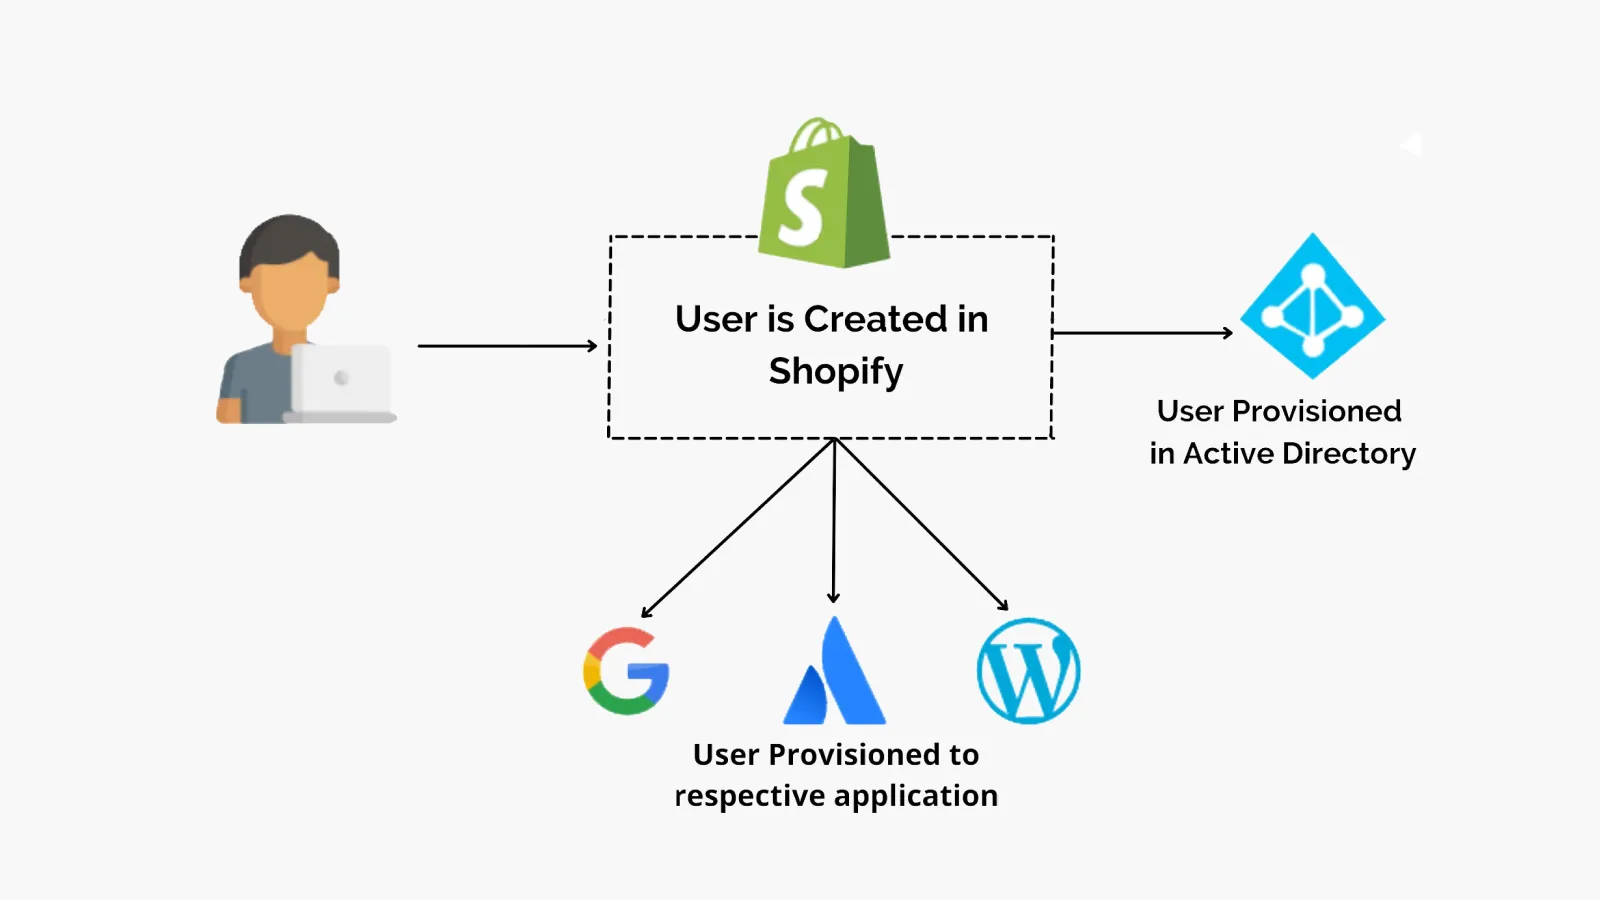 S
User is Created in
Shopify
User Provisioned
in Active Directory
G
W
User Provisioned to
respective application